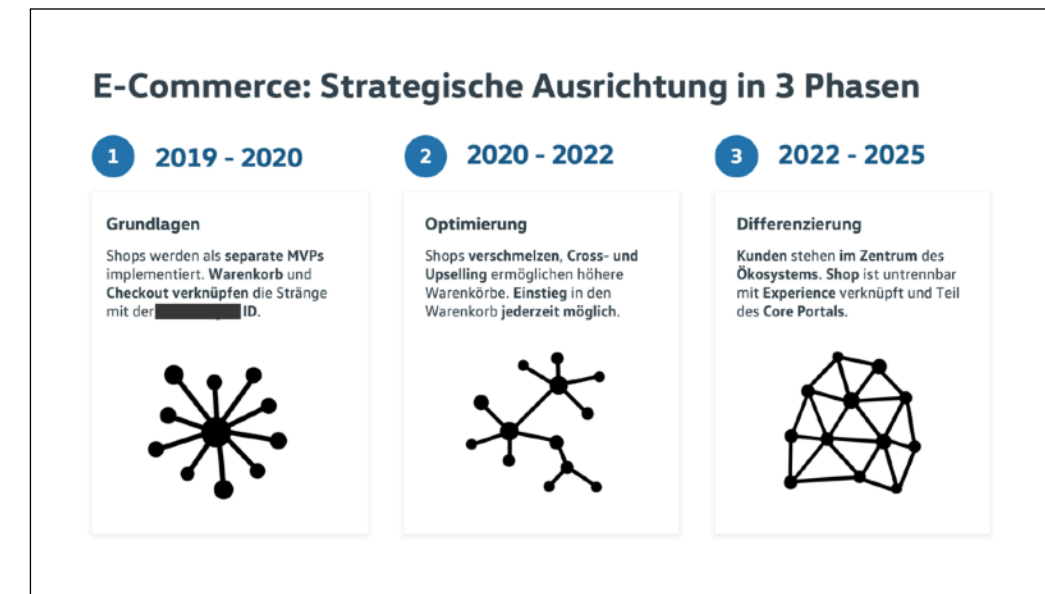 E-Commerce: Strategische Ausrichtung in 3 Phasen
1 2019 - 2020
Grundlagen
Shops werden als separate MVPs
implementiert. Warenkorb und
Checkout verknüpfen die Stränge
mit der ID.
2 2020 - 2022
Optimierung
Shops verschmelzen, Cross- und
Upselling ermöglichen höhere
Warenkörbe. Einstieg in den
Warenkorb jederzeit möglich.
3 2022 - 2025
Differenzierung
Kunden stehen im Zentrum des
Ökosystems. Shop ist untrennbar
mit Experience verknüpft und Teil
des Core Portals.